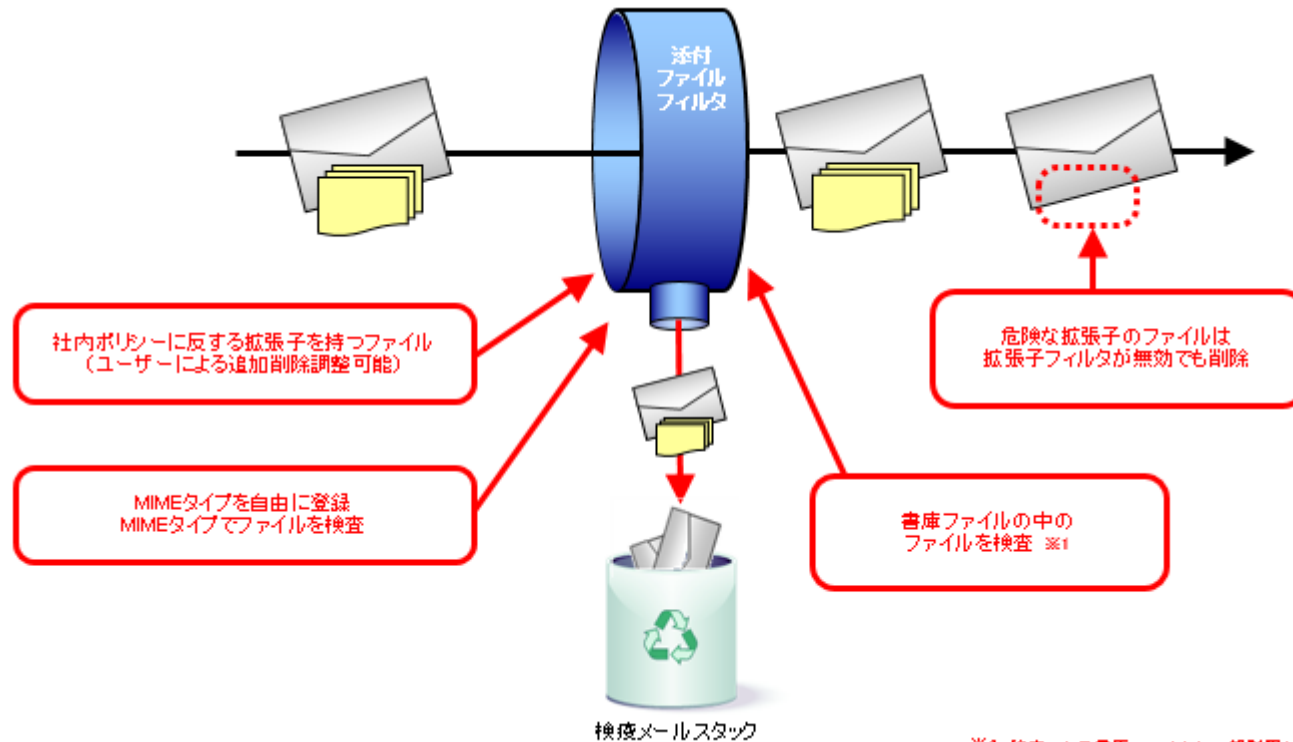 添付
ファイル
フィルタ
社内ポリシーに反する拡張子を持つファイル
（ユーザーによる追加削除調整可能）
危険な拡張子のファイルは
拡張子フィルタが無効でも削除
MIMEタイプを自由に登録
MIMEタイプでファイルを検査
書庫ファイルの中の
ファイルを検査 ※1
検疫メールスタック